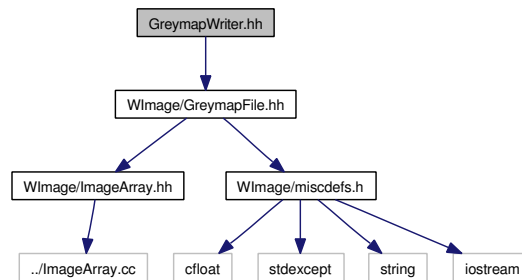 GreymapWriter.hh
WImage/GreymapFile.hh
WImage/ImageArray.hh
WImage/miscdefs.h
../ImageArray.cc
cfloat
stdexcept
string
iostream